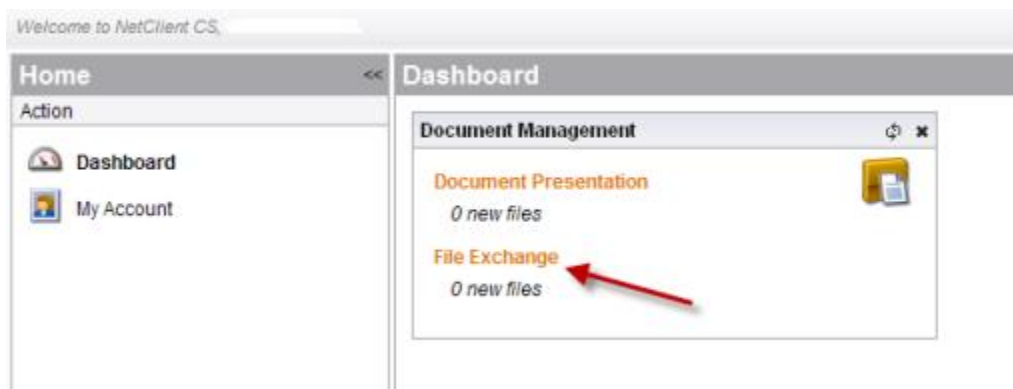 Welcome to NetClient CS,
Home <<
Action
Dashboard
My Account
Dashboard
Document Management
Document Presentation
0 new files
File Exchange
0 new files